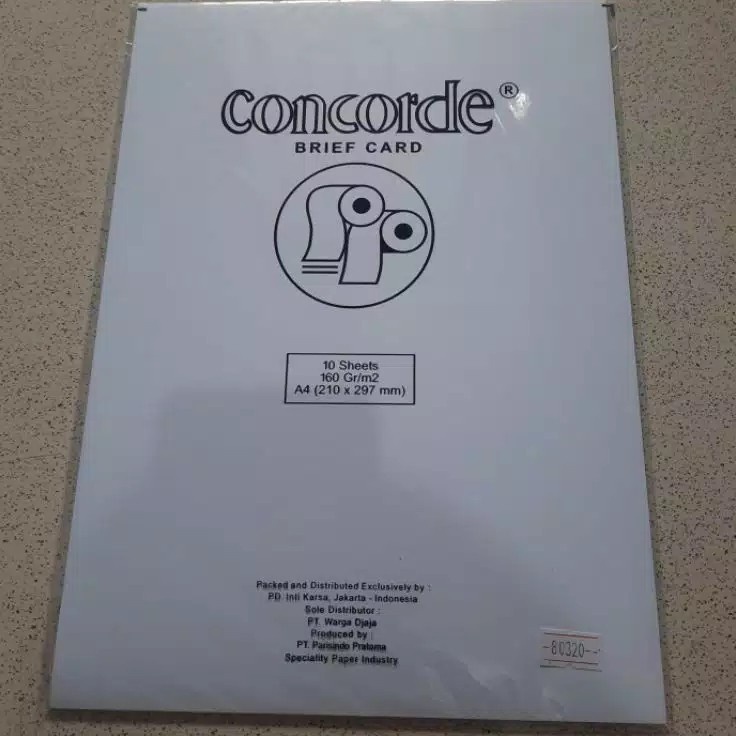 concorde®
BRIEF CARD
10 Sheets
160 Gr/m2
A4 (210 x 297 mm)
Packed and Distributed Exclusively by :
PD. Inti Karsa, Jakarta - Indonesia
Sole Distributor :
PT. Warga Djaja
Produced by :
PT. Parisindo Pratama
Speciality Paper Industry
-80320--